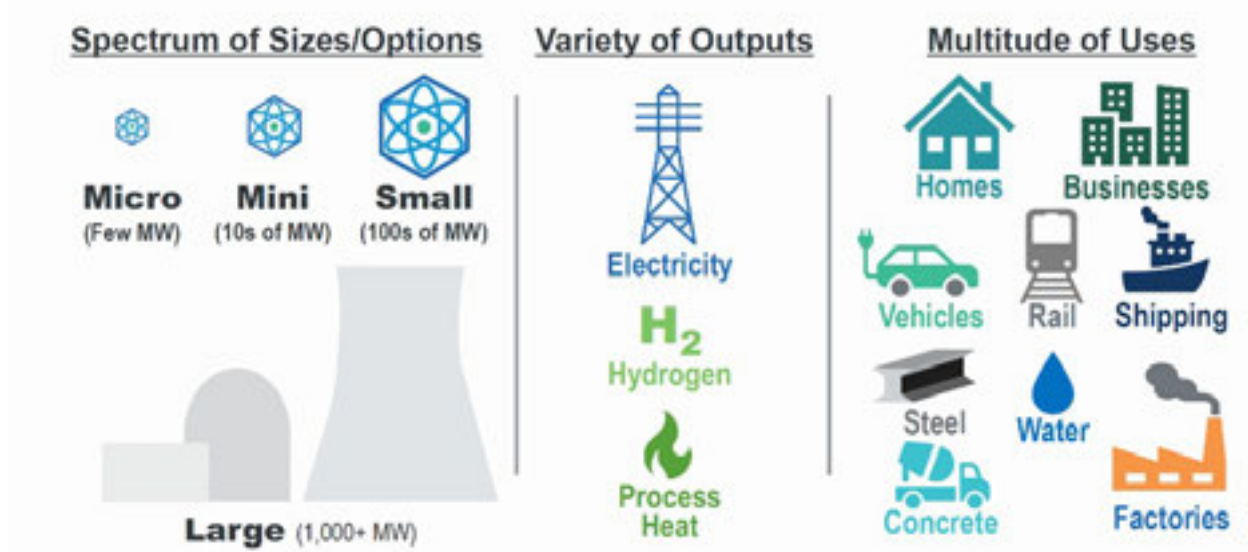 Spectrum of Sizes/Options
Micro
(Few MW)
Mini
(10s of MW)
Small
(100s of MW)
Large (1,000+ MW)
Variety of Outputs
Electricity
H2
Hydrogen
Process
Heat
Multitude of Uses
Homes
Businesses
Vehicles
Rail
Shipping
Steel
Water
Concrete
Factories